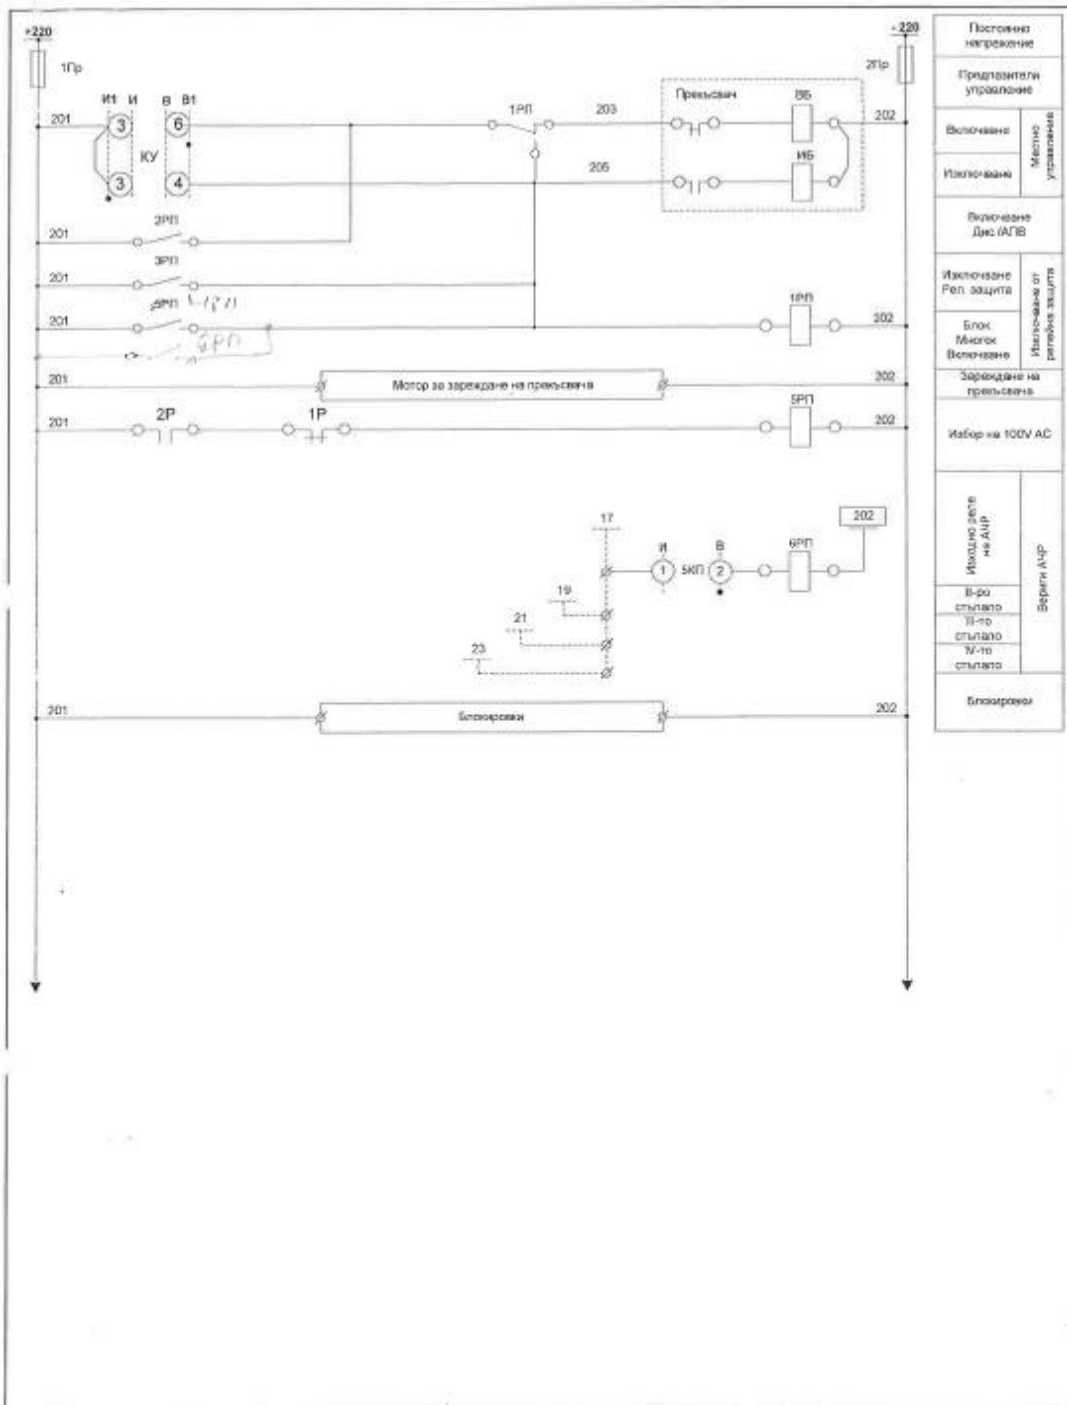 +220
- 220
1Пр
2Пр
И1 И В В1
201
3
6
КУ
3
4
1РП
203
205
Прекъсвач
ВБ
ИБ
202
2РП
201
3РП
201
5РП
201
6РП
1РП
202
201
Мотор за зареждане на прекъсвача
202
201
2Р
1Р
5РП
202
17
И
1
5КП
В
2
6РП
202
19
21
23
201
Блокировки
202
Постоянно
напрежение
Предпазители
управление
Включване
Изключване
Местно
управление
Включване
Дис./АПВ
Изключване
Рел. защита
Блок.
Многок.
Включване
Изключване от
релейна защита
Зареждане на
прекъсвача
Избор на 100V AC
Изходно реле
на АЧР
II-ро
стъпало
III-то
стъпало
IV-то
стъпало
Вериги АЧР
Блокировки